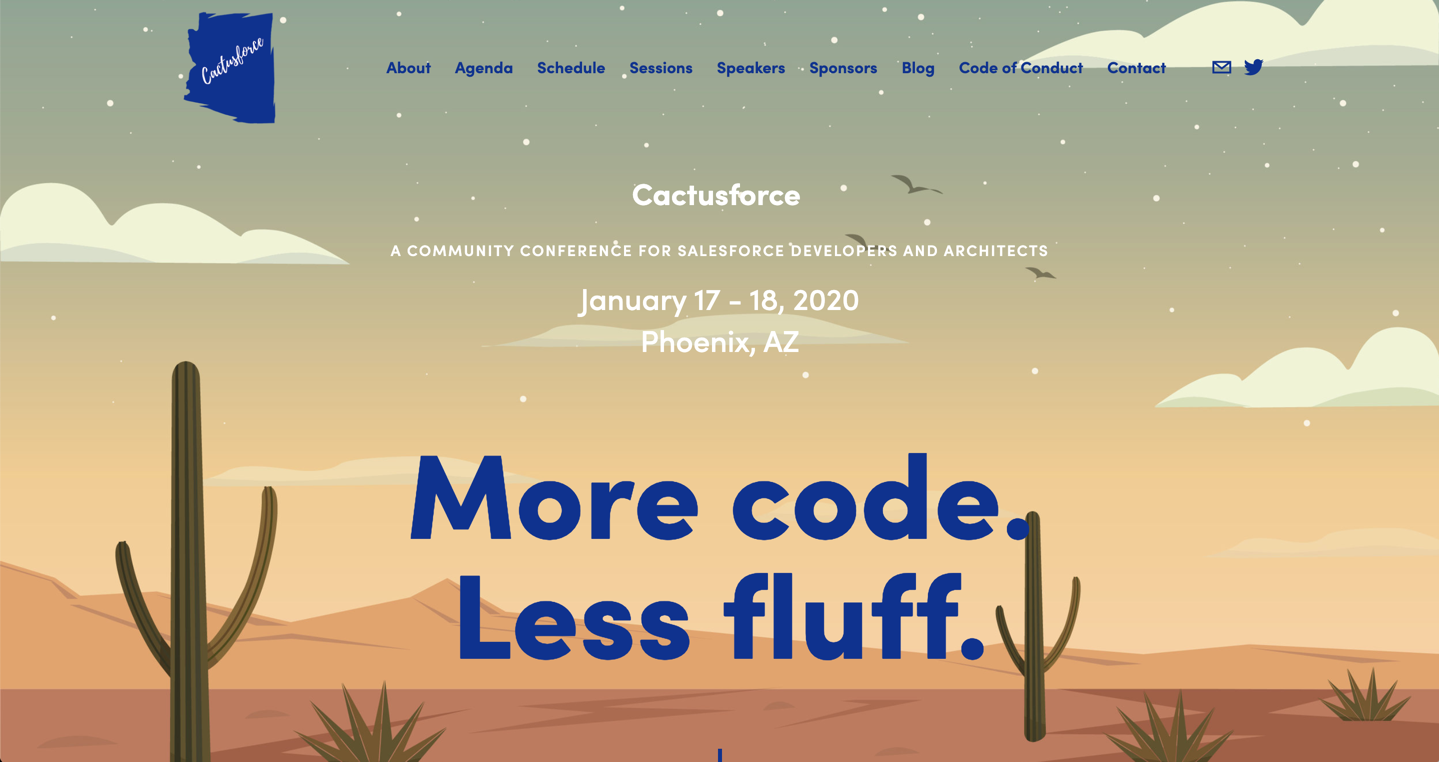 Cactusforce
About Agenda Schedule Sessions Speakers Sponsors Blog Code of Conduct Contact
Cactusforce
A COMMUNITY CONFERENCE FOR SALESFORCE DEVELOPERS AND ARCHITECTS
January 17 - 18, 2020
Phoenix, AZ
More code.
Less fluff.